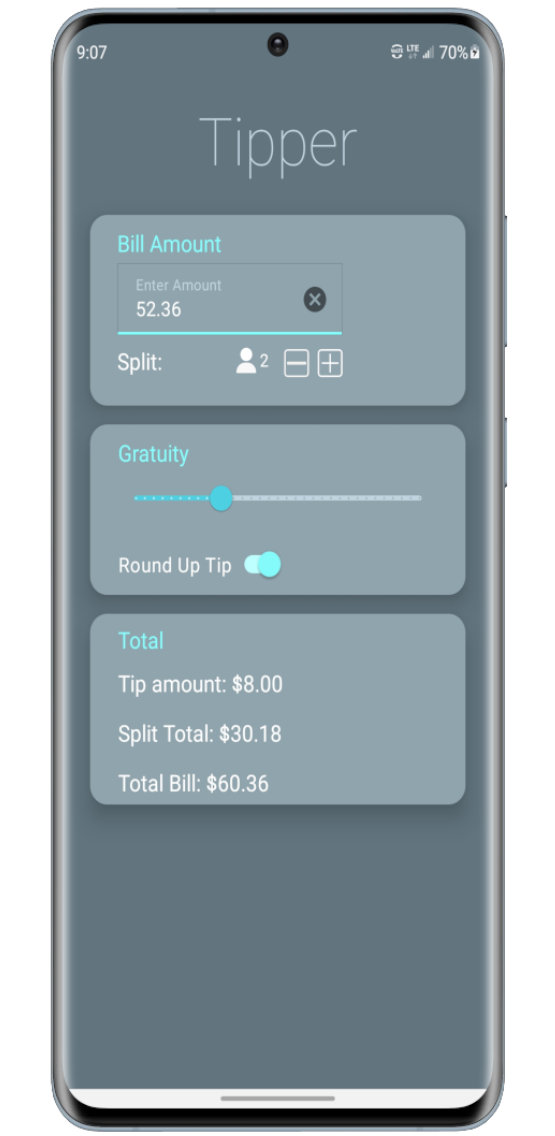 9:07 LTE 70%
Tipper
Bill Amount
Enter Amount
52.36
Split: 2
Gratuity
Round Up Tip
Total
Tip amount: $8.00
Split Total: $30.18
Total Bill: $60.36